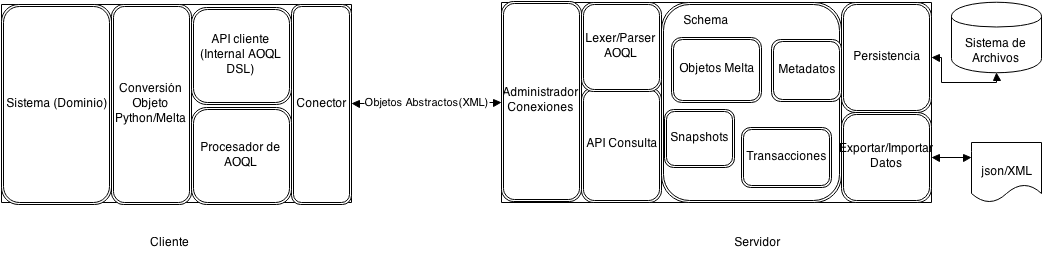 Sistema (Dominio)
Conversión
Objeto
Python/Melta
API cliente
(Internal AOQL
DSL)
Procesador de
AOQL
Conector
Objetos Abstractos(XML)
Administrador
Conexiones
Lexer/Parser
AOQL
API Consulta
Schema
Objetos Melta
Metadatos
Snapshots
Transacciones
Persistencia
Exportar/Importar
Datos
Sistema de
Archivos
json/XML
Cliente
Servidor